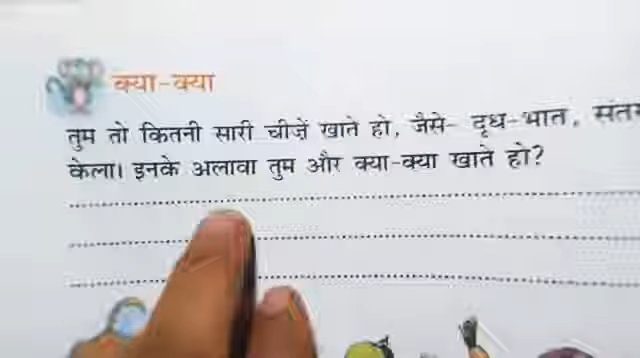 क्या-क्या
तुम तो कितनी सारी चीज़ें खाते हो, जैसे- दूध-भात,
केला। इनके अलावा तुम और क्या-क्या खाते हो?